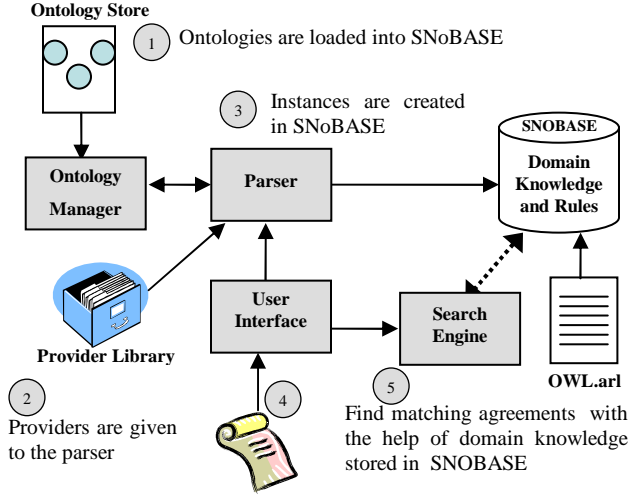 Ontology Store
1
Ontologies are loaded into SNoBASE
3
Instances are created
in SNoBASE
SNOBASE
Domain
Knowledge
and Rules
Ontology
Manager
Parser
User
Interface
Search
Engine
Provider Library
OWL.arl
2
Providers are given
to the parser
4
5
Find matching agreements with
the help of domain knowledge
stored in SNOBASE